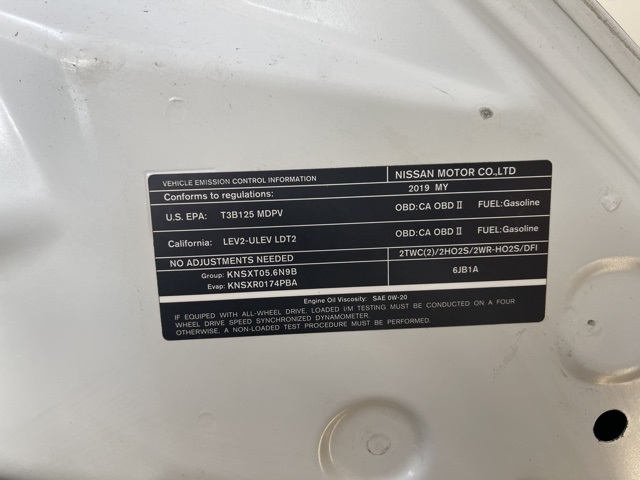 VEHICLE EMISSION CONTROL INFORMATION NISSAN MOTOR CO.,LTD
Conforms to regulations: 2019 MY
U.S. EPA: T3B125 MDPV OBD:CA OBD II FUEL:Gasoline
California: LEV2-ULEV LDT2 OBD:CA OBD II FUEL:Gasoline
NO ADJUSTMENTS NEEDED 2TWC(2)/2HO2S/2WR-HO2S/DFI
Group: KNSXT05.6N9B 6JB1A
Evap: KNSXR0174PBA
Engine Oil Viscosity: SAE 0W-20
IF EQUIPPED WITH ALL-WHEEL DRIVE, LOADED I/M TESTING MUST BE CONDUCTED ON A FOUR
WHEEL DRIVE SPEED SYNCHRONIZED DYNAMOMETER.
ALTERNATIVELY, A NON-LOADED TEST PROCEDURE MUST BE PERFORMED.